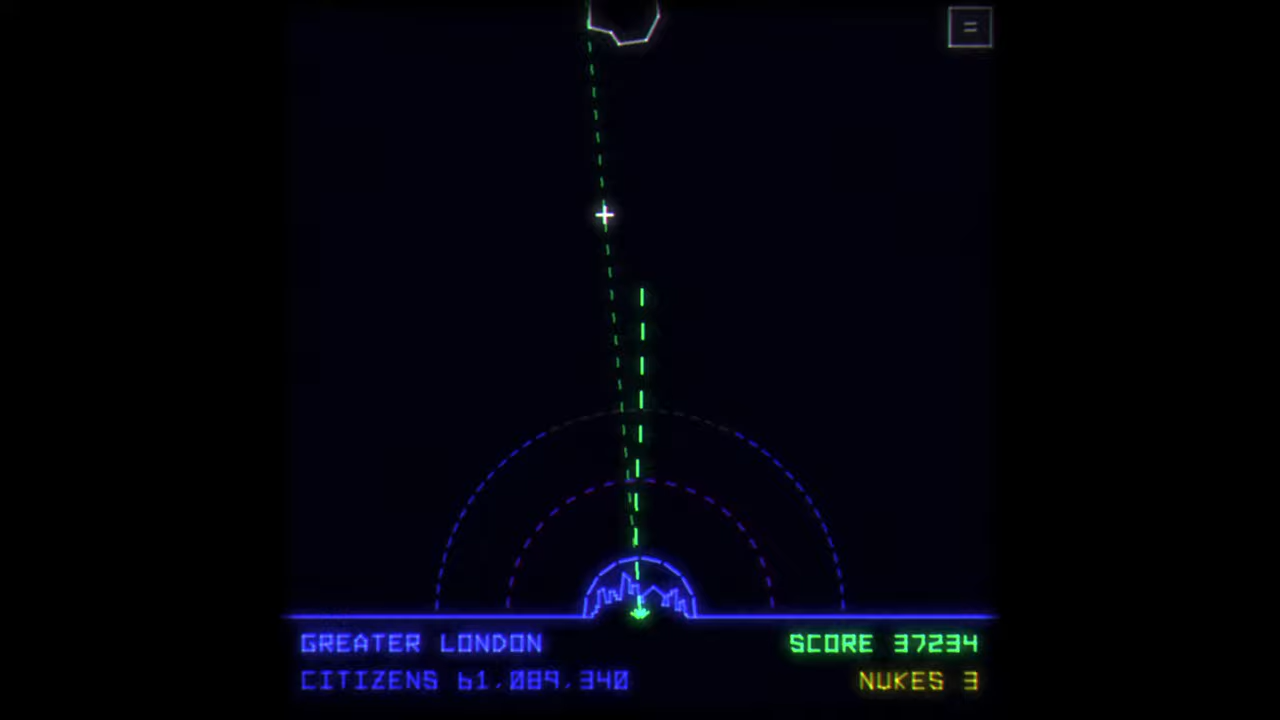 GREATER LONDON
SCORE 37234
CITIZENS 61,089,340
NUKES 3